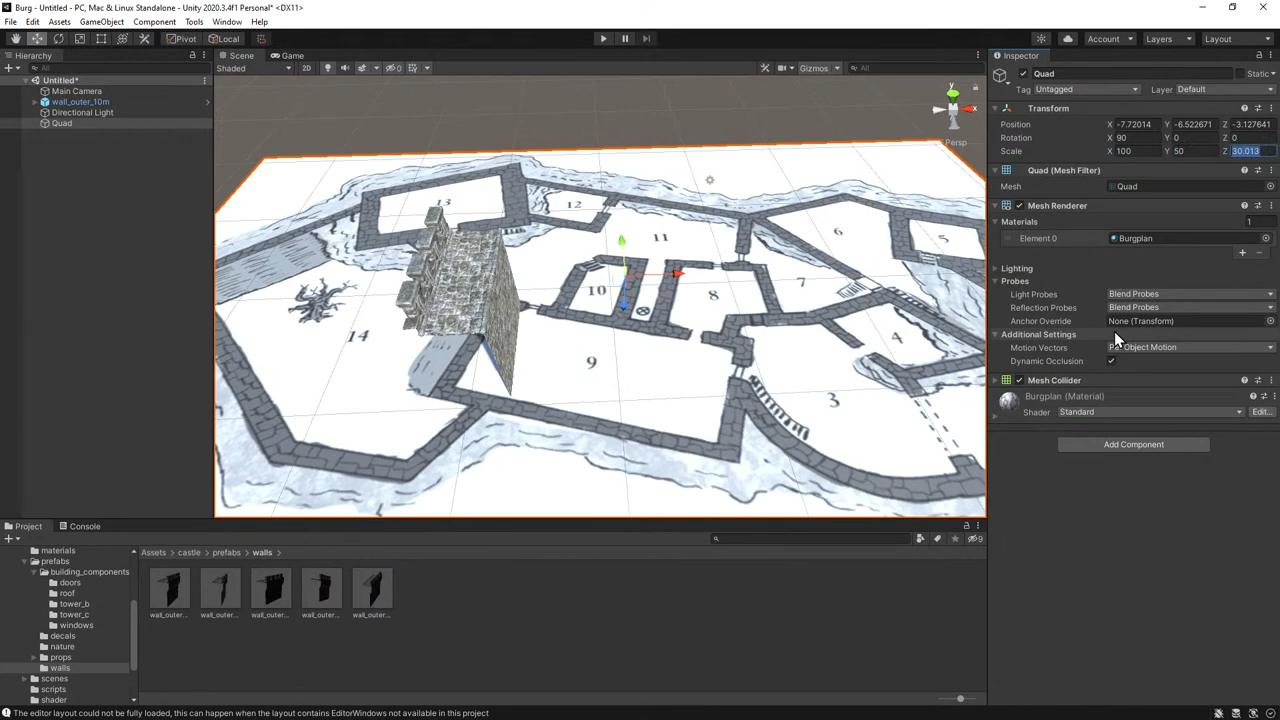 Burg - Untitled - PC, Mac & Linux Standalone - Unity 2020.3.4f1 Personal* <DX11>
File Edit Assets GameObject Component Tools Window Help
Pivot Local Account Layers Layout
Hierarchy Scene Game Inspector
All Shaded 2D 0 Gizmos All Quad Static
Untitled* Tag Untagged Layer Default
Main Camera
wall_outer_10m
Directional Light
Quad
y
x
Persp
Transform
Position X -7.72014 Y -6.522671 Z -3.127641
Rotation X 90 Y 0 Z 0
Scale X 100 Y 50 Z 30.013
Quad (Mesh Filter)
Mesh Quad
Mesh Renderer
Materials 1
Element 0 Burgplan
Lighting
Probes
Light Probes Blend Probes
Reflection Probes Blend Probes
Anchor Override None (Transform)
Additional Settings
Motion Vectors Per Object Motion
Dynamic Occlusion
Mesh Collider
Burgplan (Material)
Shader Standard Edit...
Add Component
13
12
11
6
5
10
8
14
9
4
3
Project Console
materials
prefabs
building_components
doors
roof
tower_b
tower_c
windows
decals
nature
props
walls
scenes
scripts
shader
Assets > castle > prefabs > walls >
9
wall_outer... wall_outer... wall_outer... wall_outer... wall_outer...
The editor layout could not be fully loaded, this can happen when the layout contains EditorWindows not available in this project